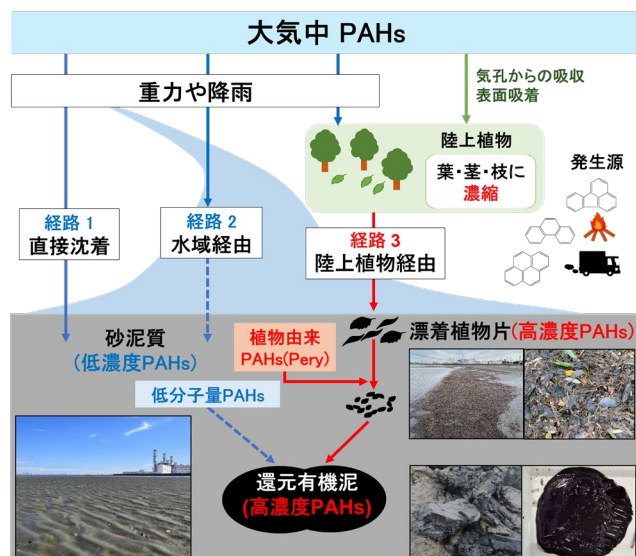 大気中 PAHs
重力や降雨
気孔からの吸収
表面吸着
陸上植物
葉・茎・枝に
濃縮
発生源
経路 1
直接沈着
経路 2
水域経由
経路 3
陸上植物経由
砂泥質
(低濃度PAHs)
植物由来
PAHs(Pery)
漂着植物片(高濃度PAHs)
低分子量PAHs
還元有機泥
(高濃度PAHs)